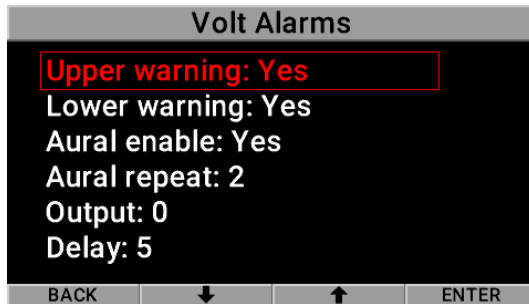 Volt Alarms
Upper warning: Yes
Lower warning: Yes
Aural enable: Yes
Aural repeat: 2
Output: 0
Delay: 5
BACK ENTER